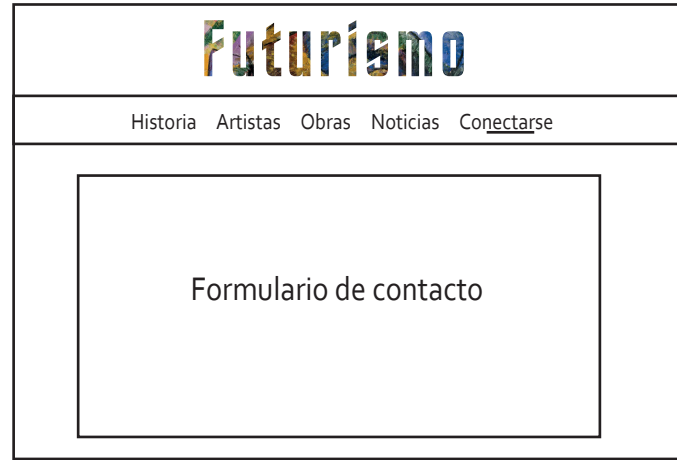 Futurismo
Historia Artistas Obras Noticias Conectarse
Formulario de contacto